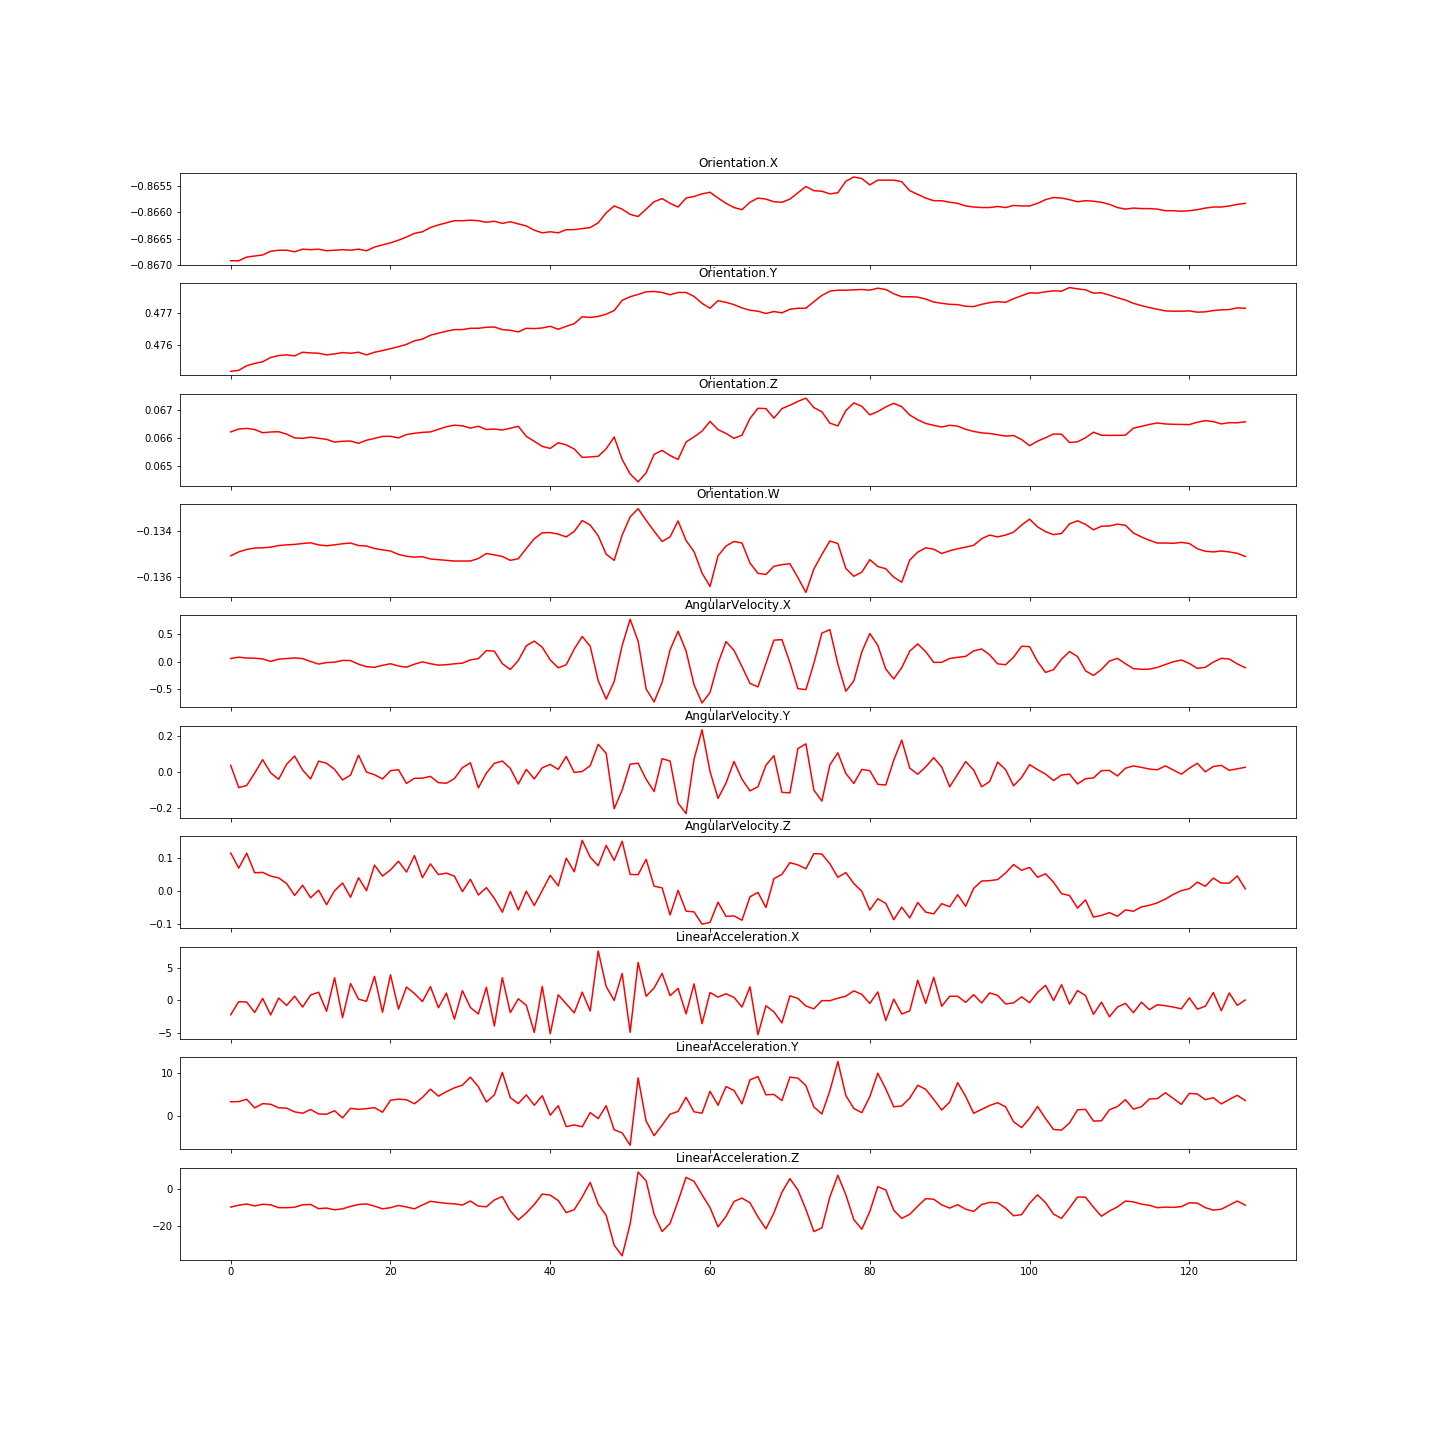 Orientation.X
−0.8655
−0.8660
−0.8665
−0.8670
Orientation.Y
0.477
0.476
Orientation.Z
0.067
0.066
0.065
Orientation.W
−0.134
−0.136
AngularVelocity.X
0.5
0.0
−0.5
AngularVelocity.Y
0.2
0.0
−0.2
AngularVelocity.Z
0.1
0.0
−0.1
LinearAcceleration.X
5
0
−5
LinearAcceleration.Y
10
0
LinearAcceleration.Z
0
−20
0 20 40 60 80 100 120